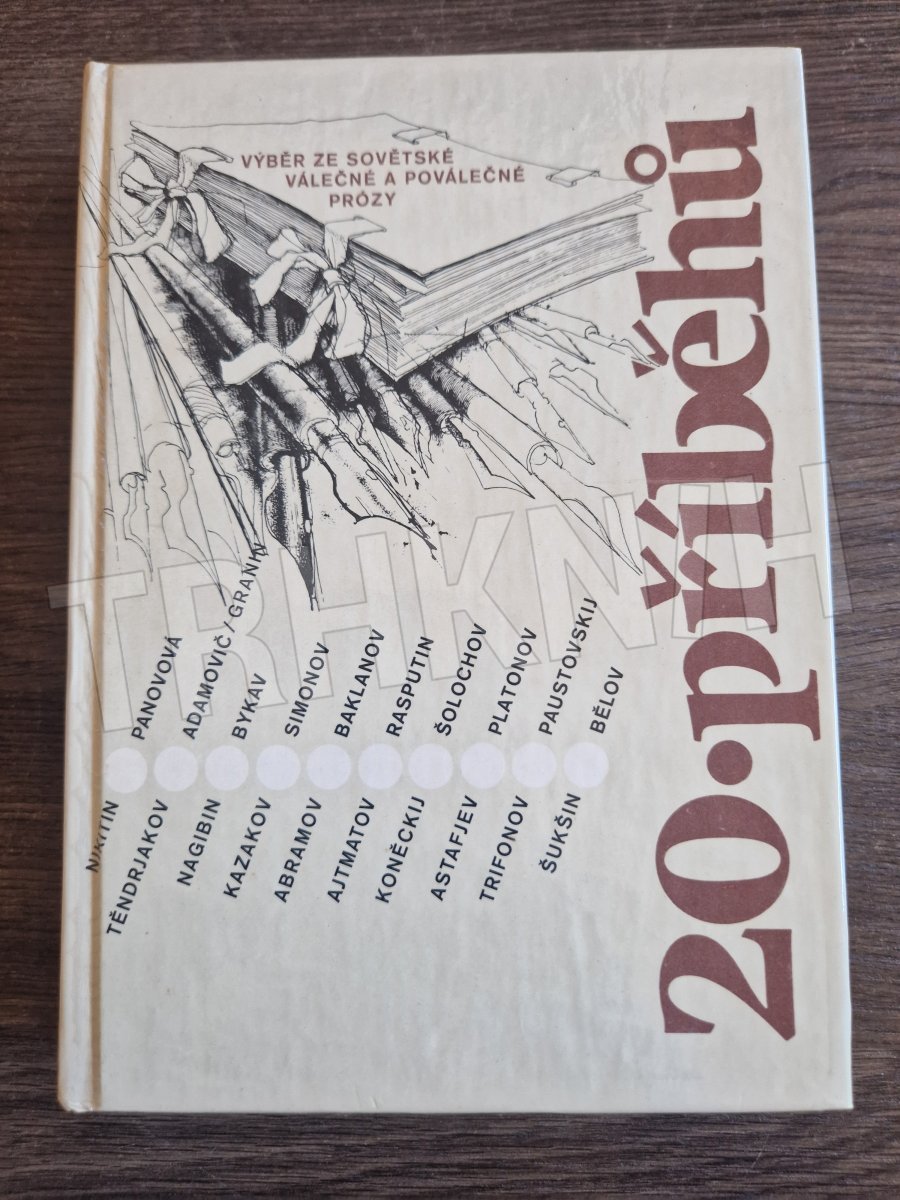 VÝBĚR ZE SOVĚTSKÉ
VÁLEČNÉ A POVÁLEČNÉ
PRÓZY
20·příběhů
PANOVOVÁ
ADAMOVIČ/GRANIN
BYKAV
SIMONOV
BAKLANOV
RASPUTIN
ŠOLOCHOV
PLATONOV
PAUSTOVSKIJ
BĚLOV
NIKITIN
TĚNDRJAKOV
NAGIBIN
KAZAKOV
ABRAMOV
AJTMATOV
KONĚCKIJ
ASTAFJEV
TRIFONOV
ŠUKŠIN
TRHKNIH